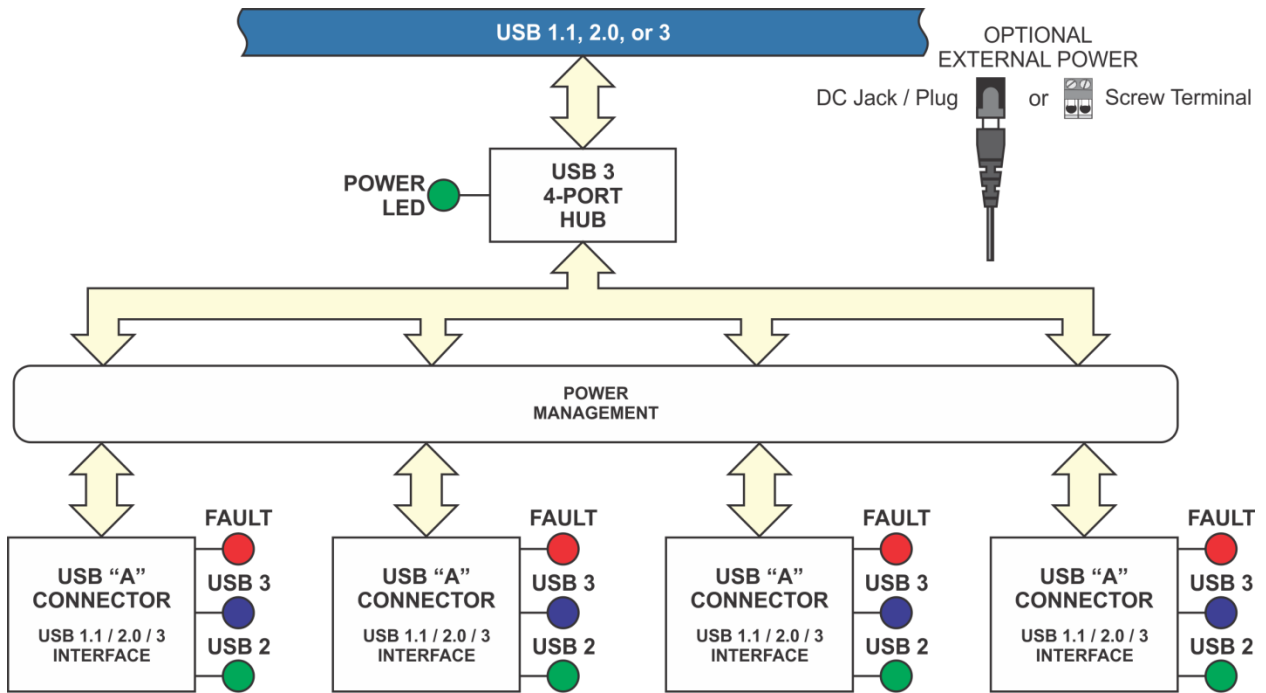 USB 1.1, 2.0, or 3
OPTIONAL
EXTERNAL POWER
DC Jack / Plug or Screw Terminal
POWER
LED
USB 3
4-PORT
HUB
POWER
MANAGEMENT
USB “A”
CONNECTOR
USB 1.1 / 2.0 / 3
INTERFACE
FAULT
USB 3
USB 2
USB “A”
CONNECTOR
USB 1.1 / 2.0 / 3
INTERFACE
FAULT
USB 3
USB 2
USB “A”
CONNECTOR
USB 1.1 / 2.0 / 3
INTERFACE
FAULT
USB 3
USB 2
USB “A”
CONNECTOR
USB 1.1 / 2.0 / 3
INTERFACE
FAULT
USB 3
USB 2